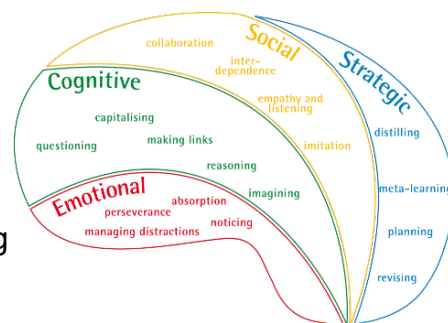 Social
collaboration
inter-
dependence
empathy and
listening
imitation
Strategic
distilling
meta-learning
planning
revising
Cognitive
capitalising
questioning
making links
reasoning
imagining
Emotional
absorption
perseverance
noticing
managing distractions
g